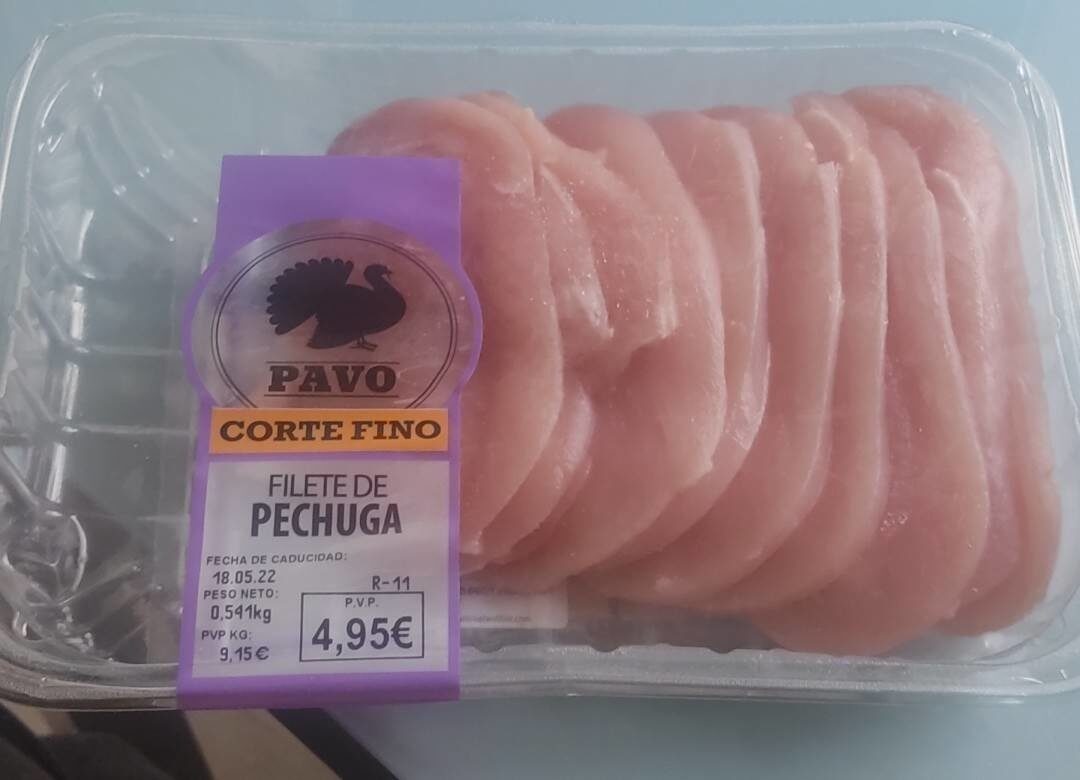 PAVO
CORTE FINO
FILETE DE
PECHUGA
FECHA DE CADUCIDAD:
18.05.22
PESO NETO:
0,541kg
PVP KG:
9,15€
R-11
P.V.P.
4,95€